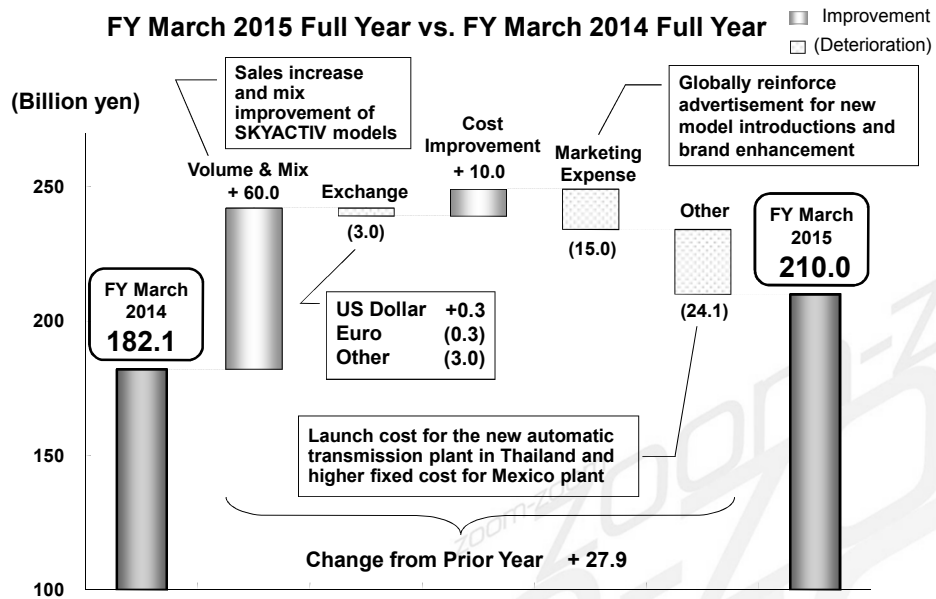 FY March 2015 Full Year vs. FY March 2014 Full Year
Improvement
(Deterioration)
(Billion yen)
Sales increase
and mix
improvement of
SKYACTIV models
Globally reinforce
advertisement for new
model introductions and
brand enhancement
Volume & Mix
+ 60.0
Exchange
(3.0)
Cost
Improvement
+ 10.0
Marketing
Expense
(15.0)
Other
(24.1)
FY March
2014
182.1
FY March
2015
210.0
US Dollar +0.3
Euro (0.3)
Other (3.0)
Launch cost for the new automatic
transmission plant in Thailand and
higher fixed cost for Mexico plant
Change from Prior Year + 27.9
250
200
150
100
zoom-zoom